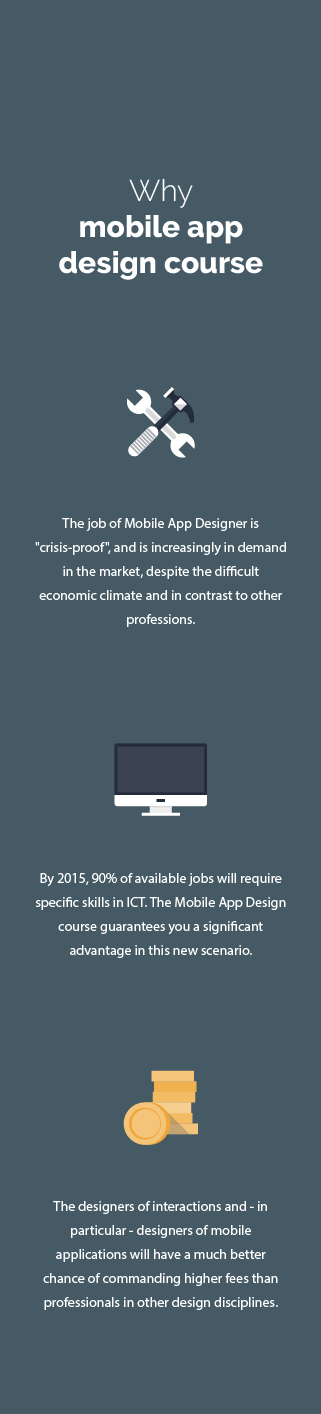 Why
mobile app
design course
The job of Mobile App Designer is
"crisis-proof", and is increasingly in demand
in the market, despite the difficult
economic climate and in contrast to other
professions.
By 2015, 90% of available jobs will require
specific skills in ICT. The Mobile App Design
course guarantees you a significant
advantage in this new scenario.
The designers of interactions and - in
particular - designers of mobile
applications will have a much better
chance of commanding higher fees than
professionals in other design disciplines.